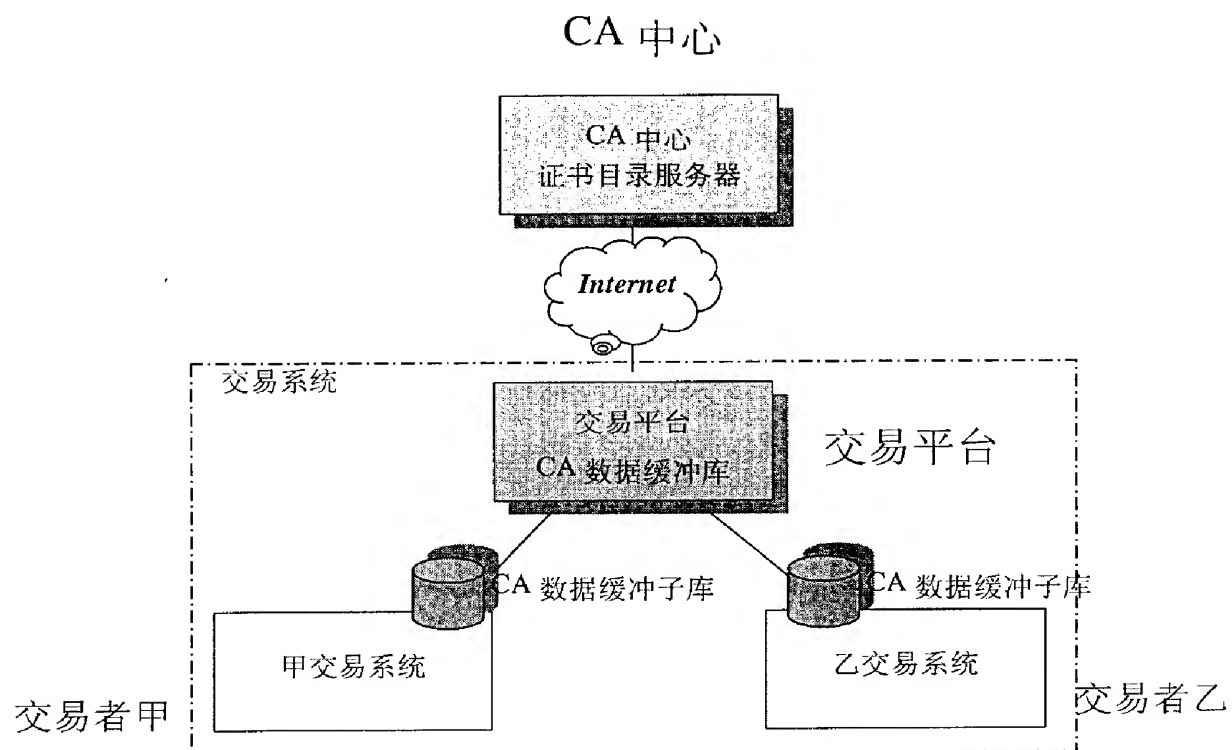 CA 中心
CA 中心
证书目录服务器
Internet
交易系统
交易平台
CA 数据缓冲库
交易平台
CA 数据缓冲子库
CA 数据缓冲子库
甲交易系统
乙交易系统
交易者甲
交易者乙